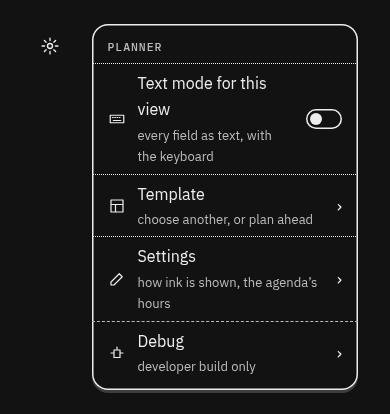 PLANNER
Text mode for this
view
every field as text, with
the keyboard
Template
choose another, or plan ahead
Settings
how ink is shown, the agenda’s
hours
Debug
developer build only